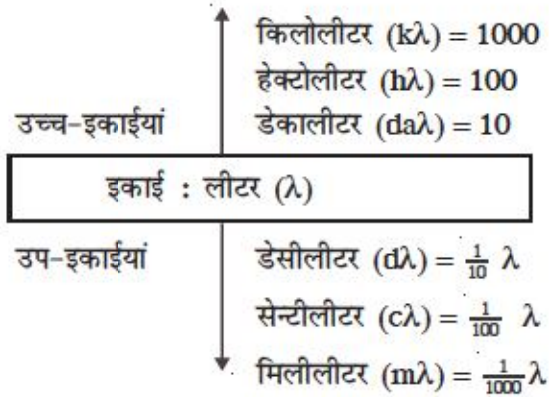 किलोलीटर (kλ) = 1000
हेक्टोलीटर (hλ) = 100
उच्च-इकाईयां डेकालीटर (daλ) = 10
इकाई : लीटर (λ)
उप-इकाईयां डेसीलीटर (dλ) = 1/10 λ
सेन्टीलीटर (cλ) = 1/100 λ
मिलीलीटर (mλ) = 1/1000 λ